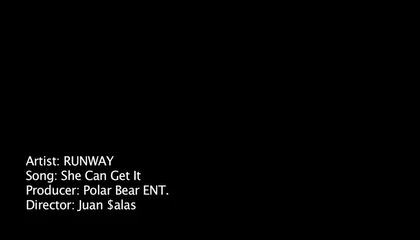 Artist: RUNWAY
Song: She Can Get It
Producer: Polar Bear ENT.
Director: Juan $alas